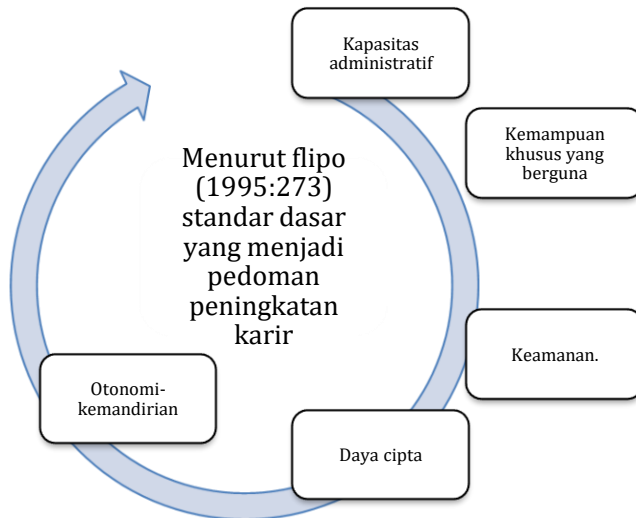 Kapasitas
administratif
Kemampuan
khusus yang
berguna
Menurut flipo
(1995:273)
standar dasar
yang menjadi
pedoman
peningkatan
karir
Keamanan.
Otonomi-
kemandirian
Daya cipta